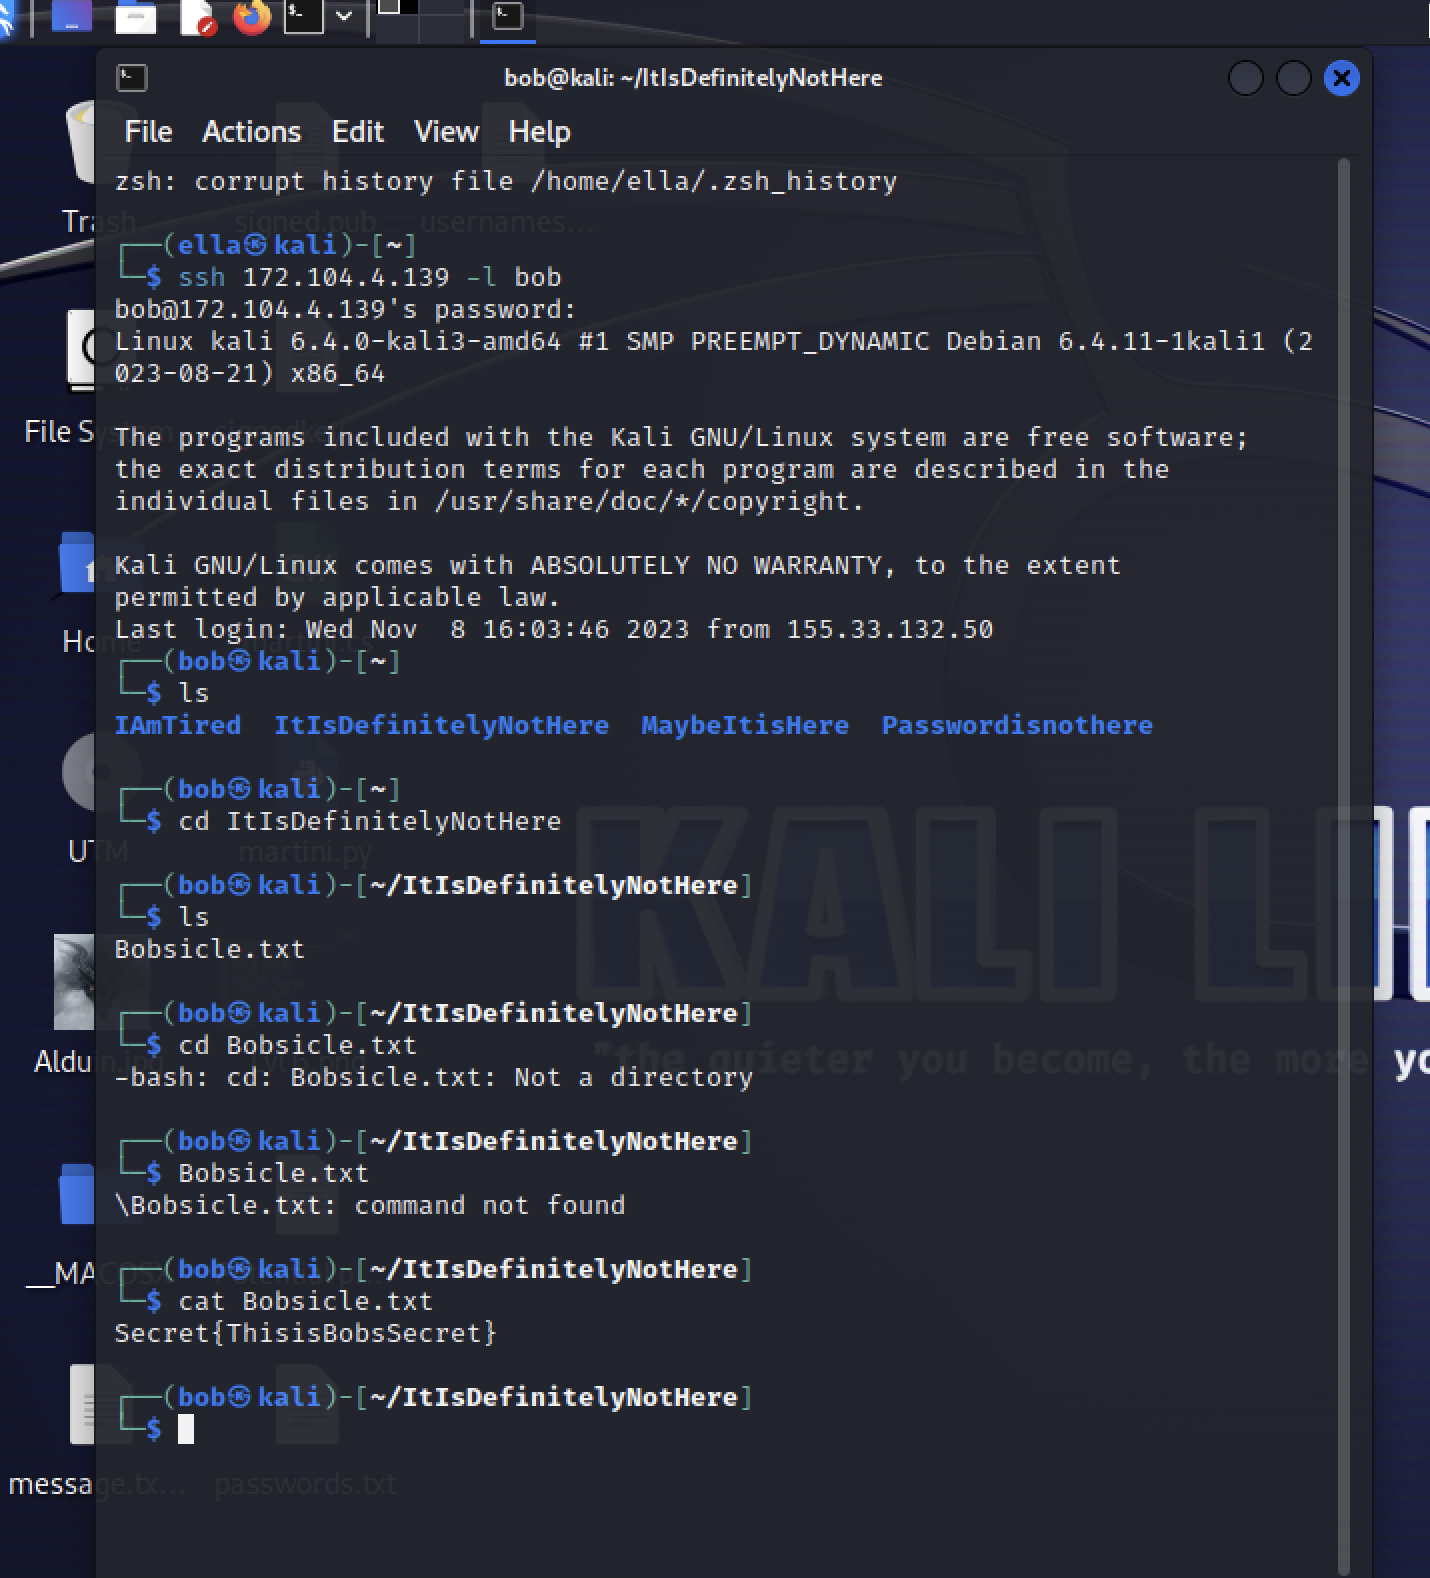 bob@kali: ~/ItIsDefinitelyNotHere
File Actions Edit View Help
zsh: corrupt history file /home/ella/.zsh_history
Trash signed.pub usernames...
┌──(ella㉿kali)-[~]
└─$ ssh 172.104.4.139 -l bob
bob@172.104.4.139's password:
Linux kali 6.4.0-kali3-amd64 #1 SMP PREEMPT_DYNAMIC Debian 6.4.11-1kali1 (2
023-08-21) x86_64
File System
The programs included with the Kali GNU/Linux system are free software;
the exact distribution terms for each program are described in the
individual files in /usr/share/doc/*/copyright.
Kali GNU/Linux comes with ABSOLUTELY NO WARRANTY, to the extent
permitted by applicable law.
Last login: Wed Nov  8 16:03:46 2023 from 155.33.132.50
Home
┌──(bob㉿kali)-[~]
└─$ ls
IAmTired  ItIsDefinitelyNotHere  MaybeItisHere  Passwordisnothere
┌──(bob㉿kali)-[~]
└─$ cd ItIsDefinitelyNotHere
UTM martini.py
KALI LI
┌──(bob㉿kali)-[~/ItIsDefinitelyNotHere]
└─$ ls
Bobsicle.txt
┌──(bob㉿kali)-[~/ItIsDefinitelyNotHere]
└─$ cd Bobsicle.txt
Alduin.jpg
"the quieter you become, the more yo
-bash: cd: Bobsicle.txt: Not a directory
┌──(bob㉿kali)-[~/ItIsDefinitelyNotHere]
└─$ Bobsicle.txt
\Bobsicle.txt: command not found
┌──(bob㉿kali)-[~/ItIsDefinitelyNotHere]
__MACOSX
└─$ cat Bobsicle.txt
Secret{ThisisBobsSecret}
┌──(bob㉿kali)-[~/ItIsDefinitelyNotHere]
└─$
message.tx... passwords.txt